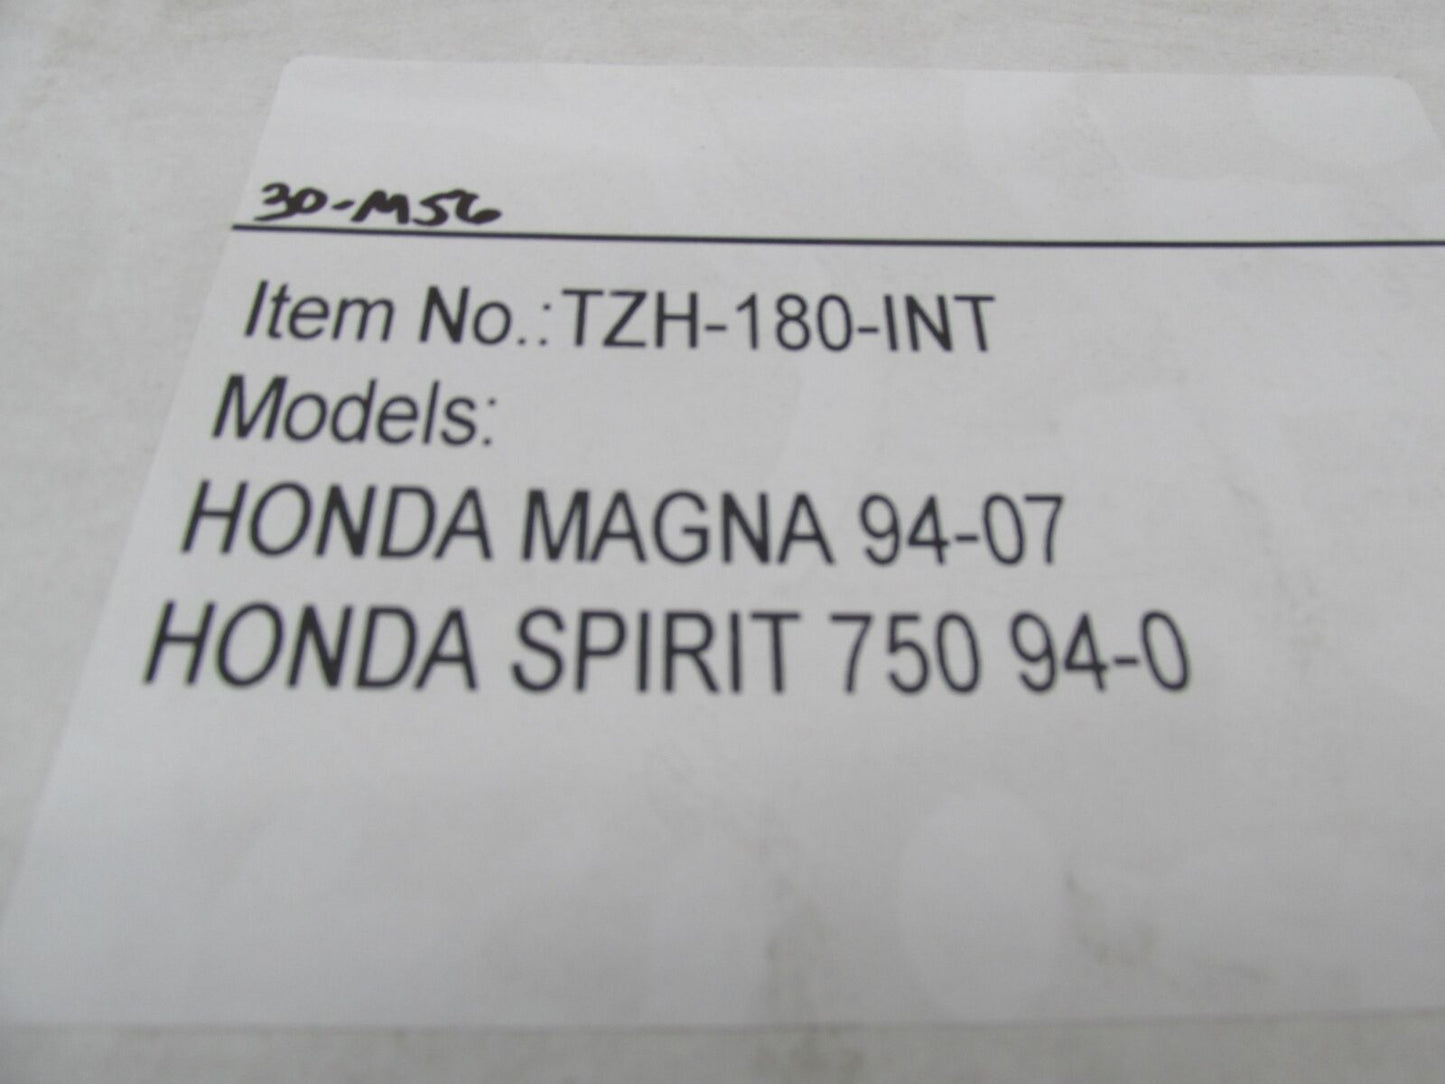 30-M56
Item No.:TZH-180-INT
Models:
HONDA MAGNA 94-07
HONDA SPIRIT 750 94-0